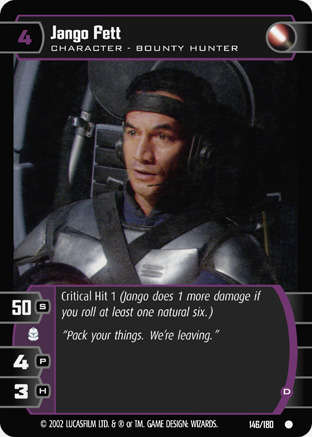 4
Jango Fett
CHARACTER - BOUNTY HUNTER
50 S
Critical Hit 1 (Jango does 1 more damage if
you roll at least one natural six.)
"Pack your things. We're leaving."
4 P
3 H
D
© 2002 LUCASFILM LTD. & ® or TM. GAME DESIGN: WIZARDS.
146/180